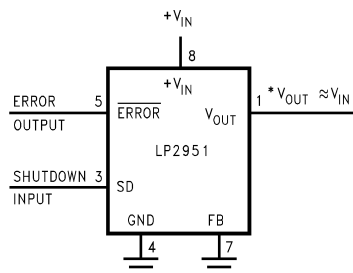 +VIN
8
+VIN
ERROR 5 ERROR 1 *VOUT ≈VIN
OUTPUT VOUT
LP2951
SHUTDOWN 3 SD
INPUT
GND FB
4 7